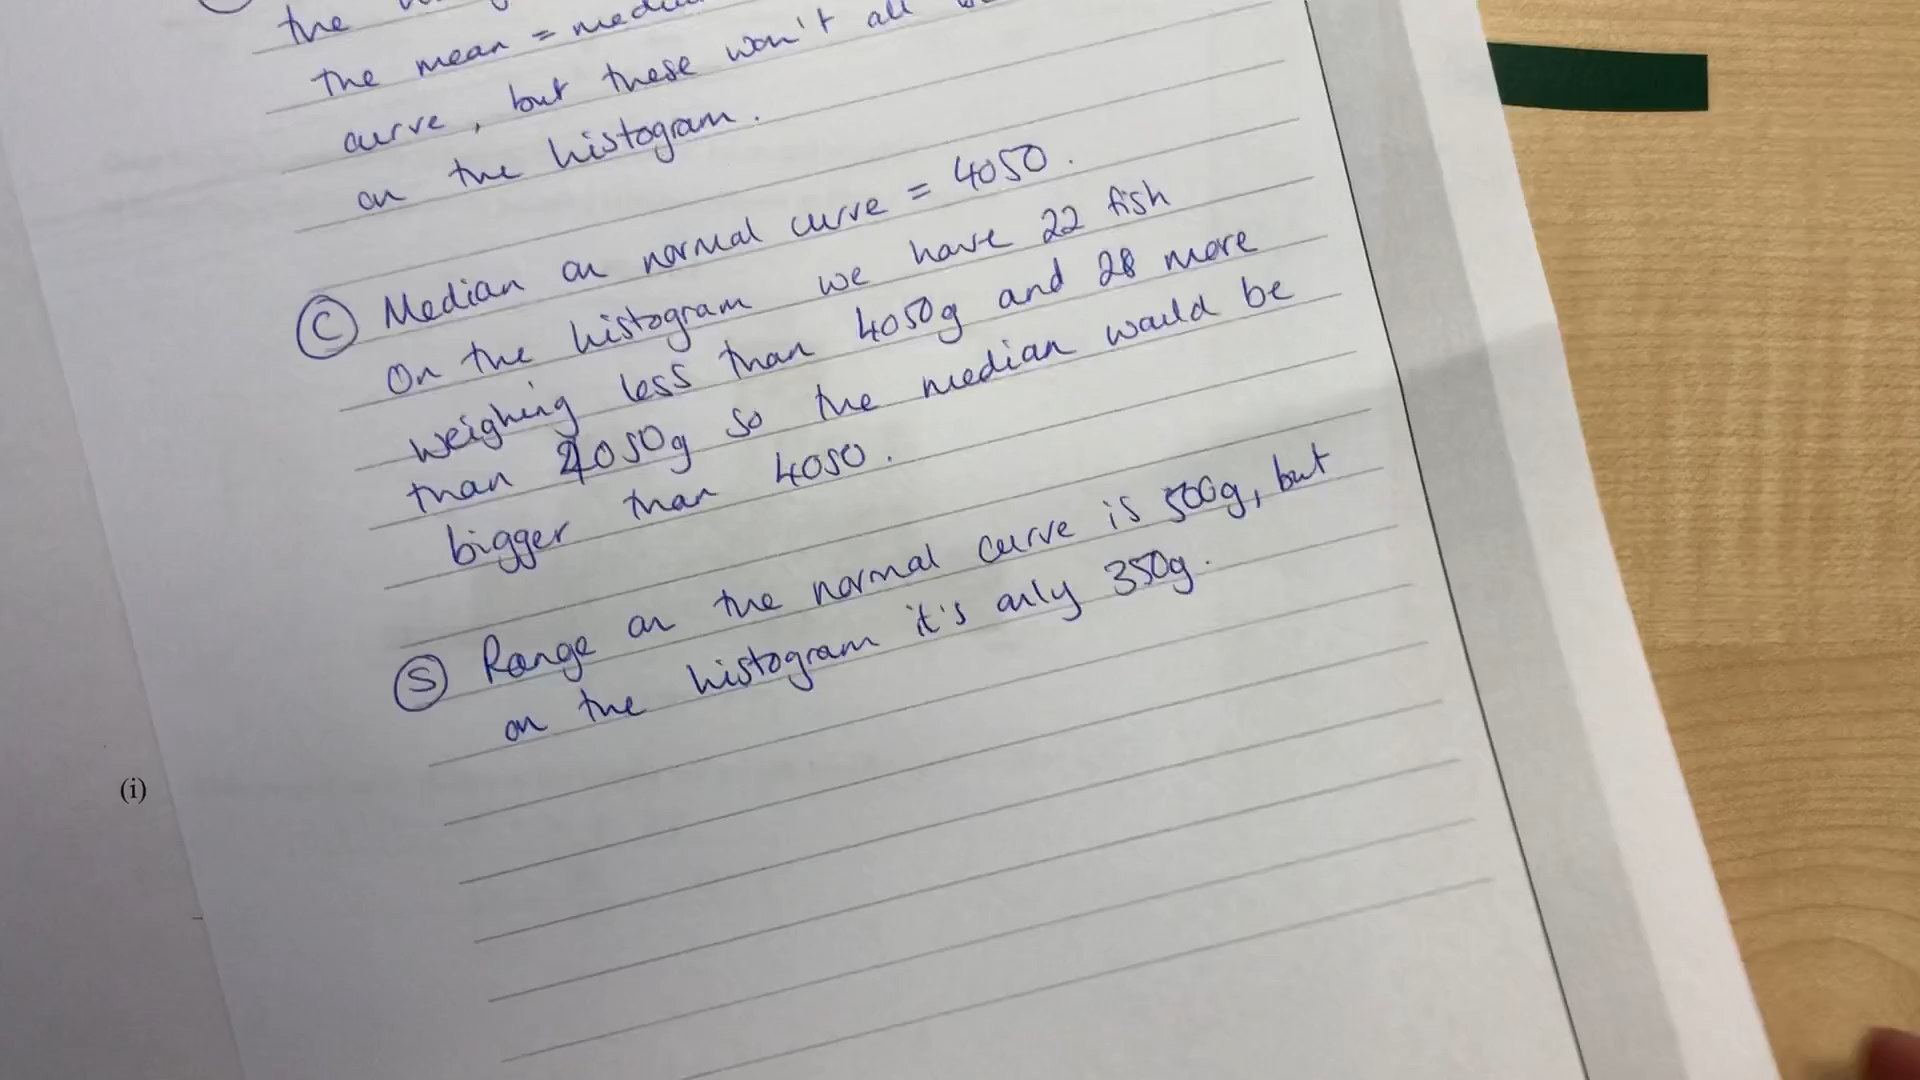 the
the mean = med
curve, but these won't all
on the histogram.
(C) Median on normal curve = 4050.
On the histogram we have 22 fish
weighing less than 4050g and 28 more
than 4050g so the median would be
bigger than 4050.
(S) Range on the normal curve is 500g, but
on the histogram it's only 350g.
(i)